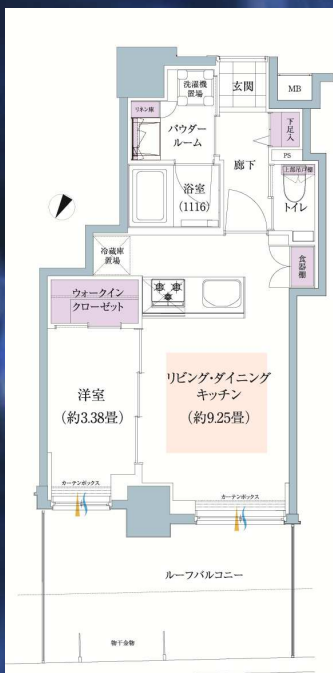 洗濯機
置場
玄関
MB
リネン庫
パウダー
ルーム
下足入
PS
廊下
上部吊戸棚
トイレ
浴室
(1116)
冷蔵庫
置場
食器棚
ウォークイン
クローゼット
洋室
(約3.38畳)
リビング・ダイニング
キッチン
(約9.25畳)
カーテンボックス
カーテンボックス
ルーフバルコニー
物干金物